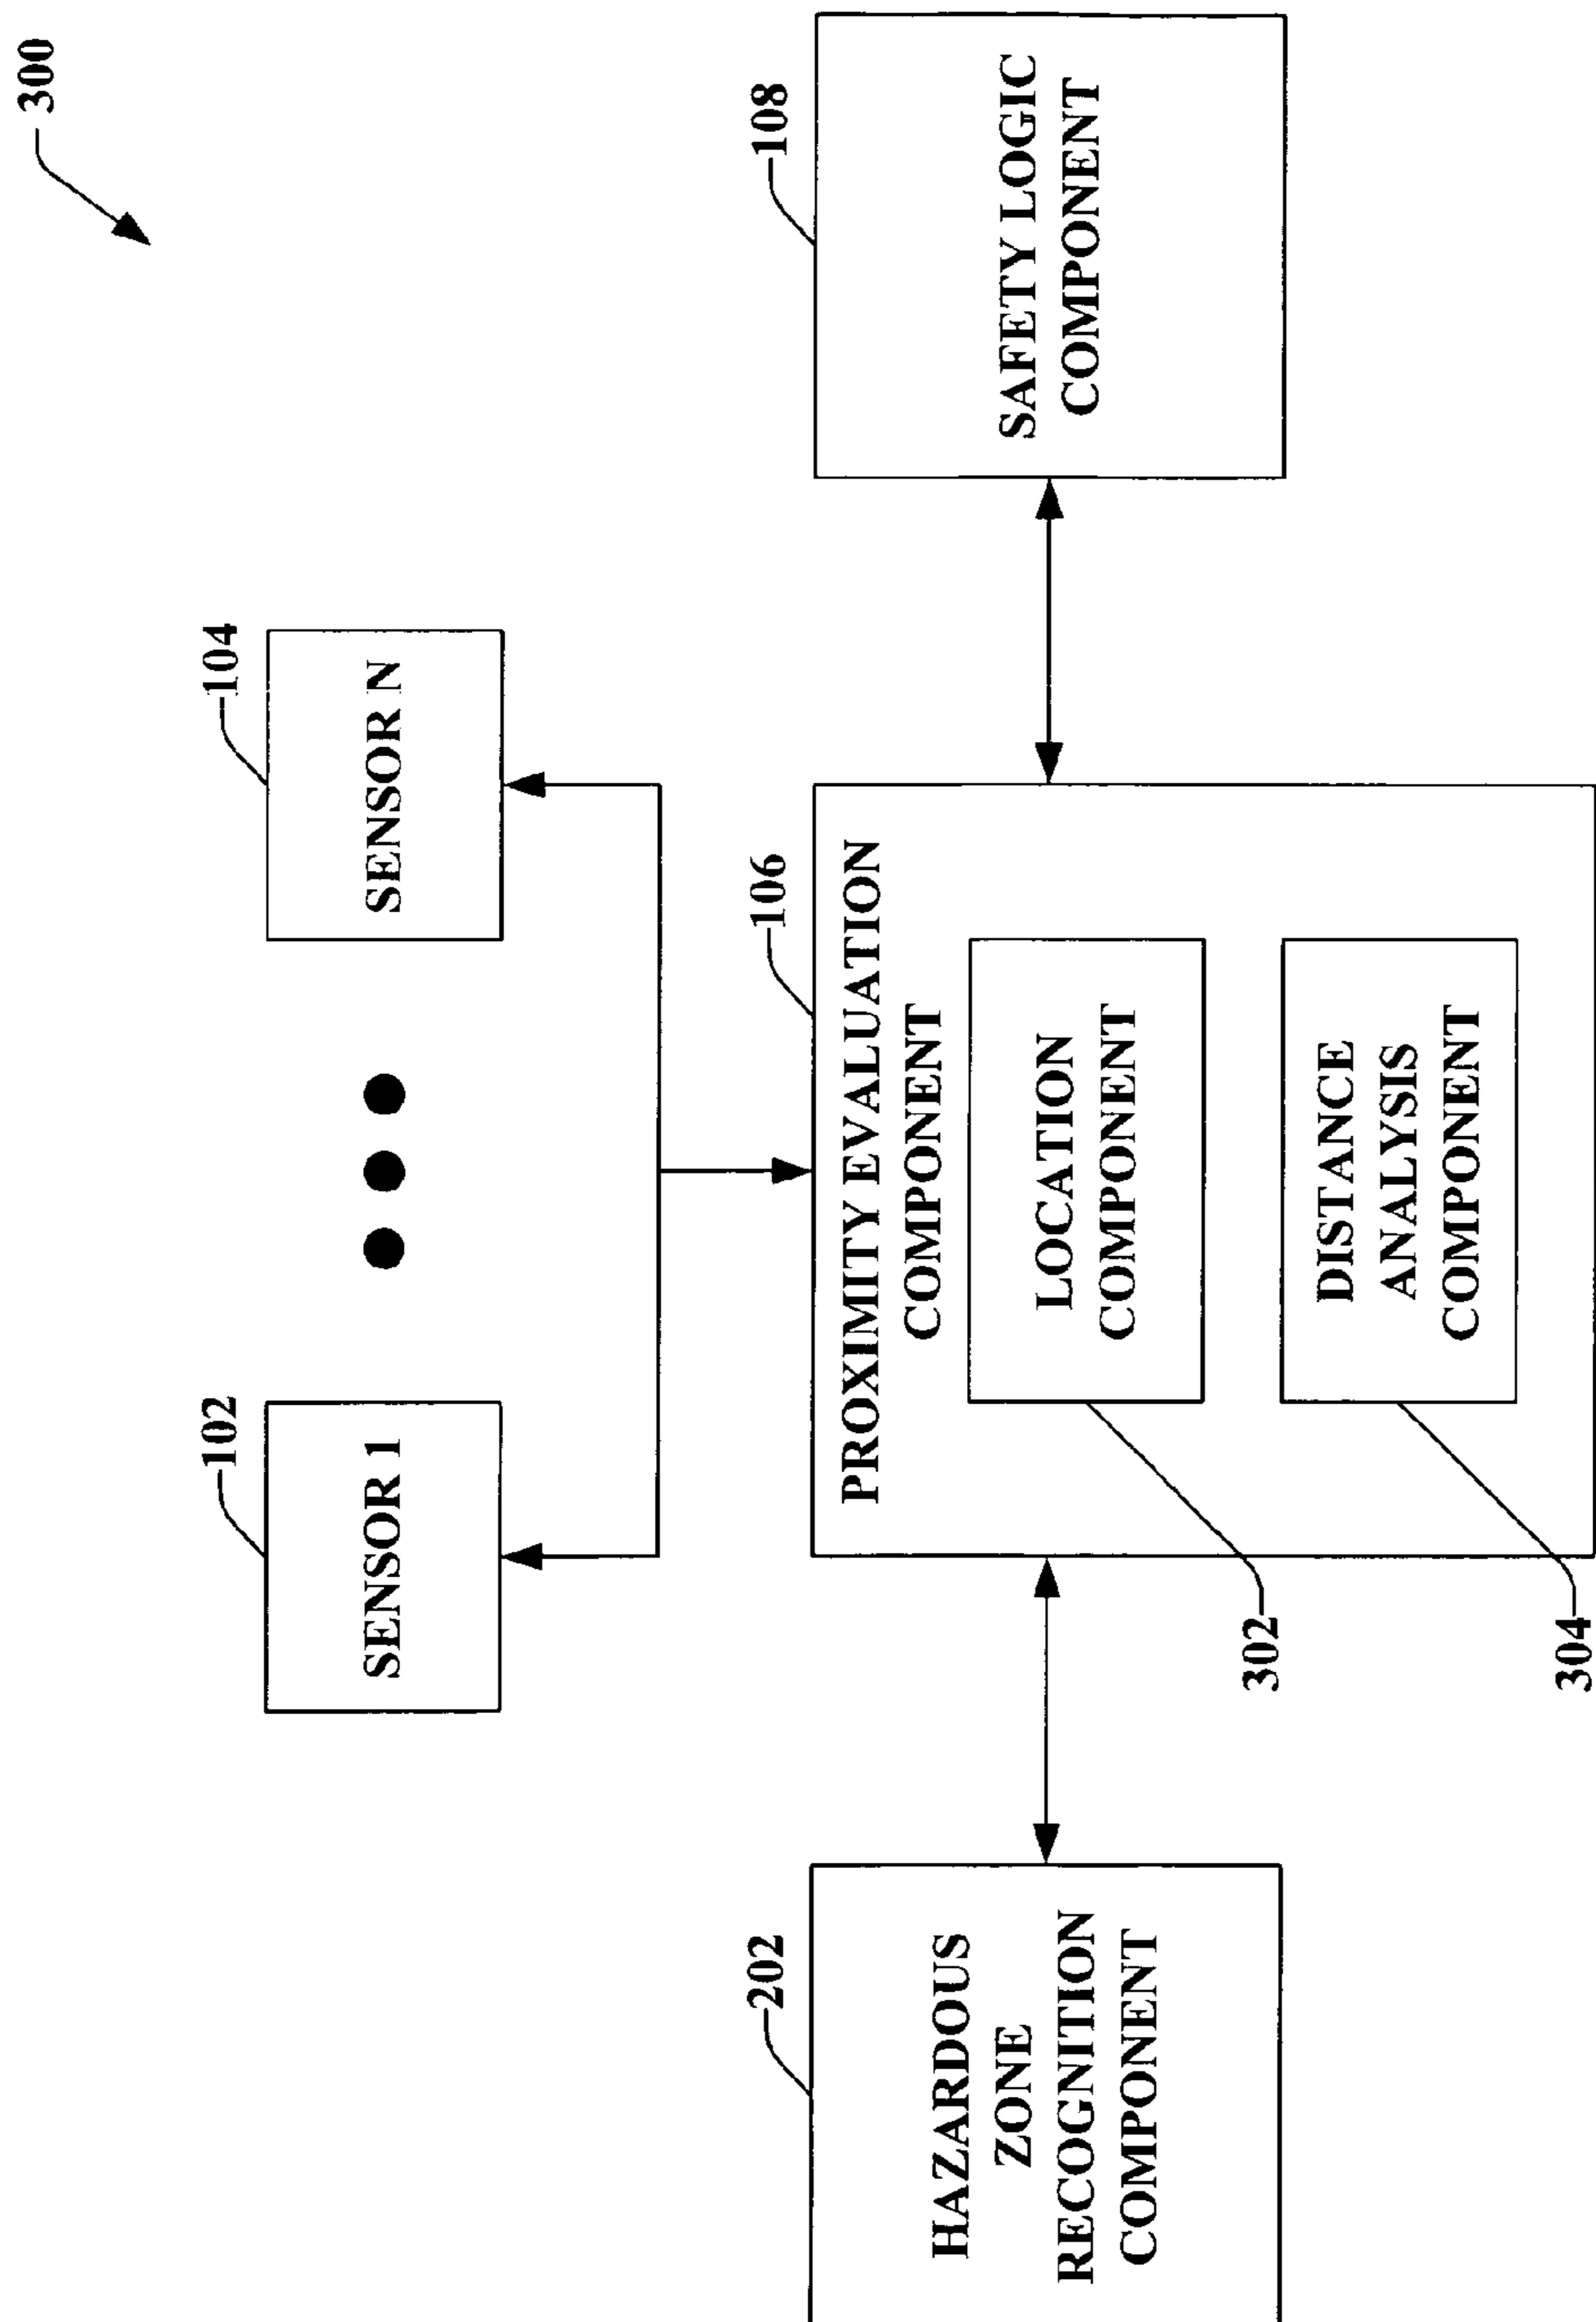 300
102
104
SENSOR 1
SENSOR N
202
106
108
HAZARDOUS
ZONE
RECOGNITION
COMPONENT
PROXIMITY EVALUATION
COMPONENT
LOCATION
COMPONENT
DISTANCE
ANALYSIS
COMPONENT
SAFETY LOGIC
COMPONENT
302
304